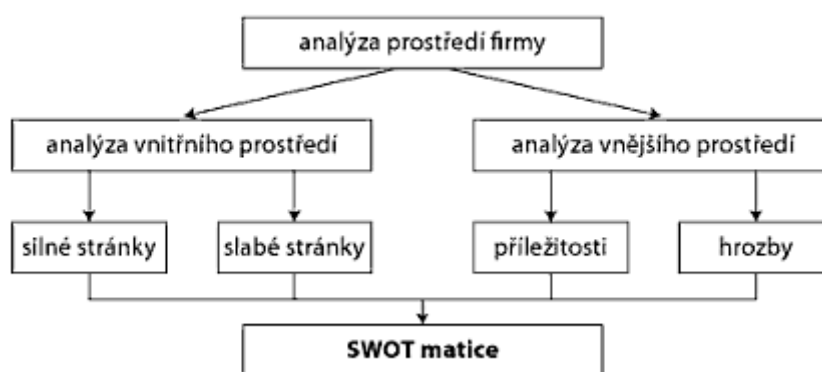 analýza prostředí firmy
analýza vnitřního prostředí
analýza vnějšího prostředí
silné stránky
slabé stránky
příležitosti
hrozby
SWOT matice